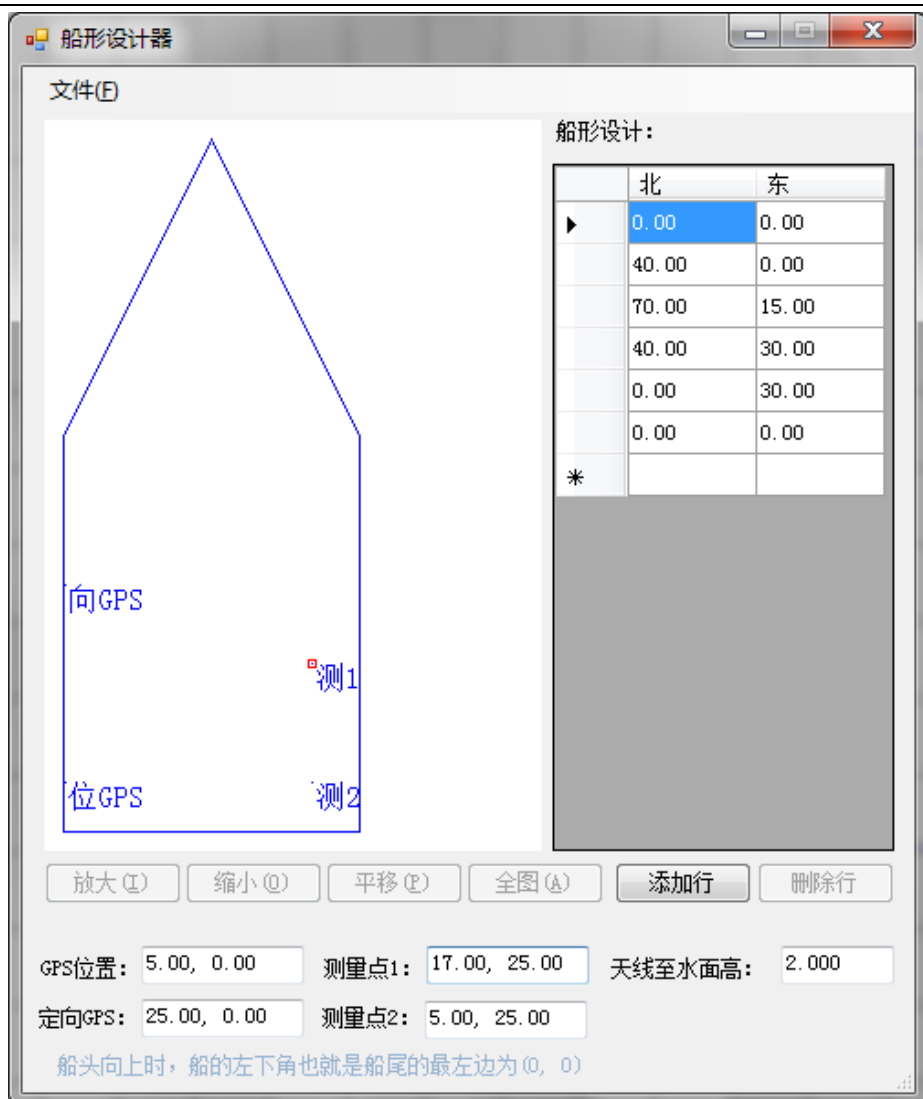 船形设计器
文件(F)
船形设计:
北 东
0.00 0.00
40.00 0.00
70.00 15.00
40.00 30.00
0.00 30.00
0.00 0.00
向GPS
测1
位GPS 测2
放大(I) 缩小(O) 平移(P) 全图(A) 添加行 删除行
GPS位置: 5.00, 0.00 测量点1: 17.00, 25.00 天线至水面高: 2.000
定向GPS: 25.00, 0.00 测量点2: 5.00, 25.00
船头向上时,船的左下角也就是船尾的最左边为(0, 0)